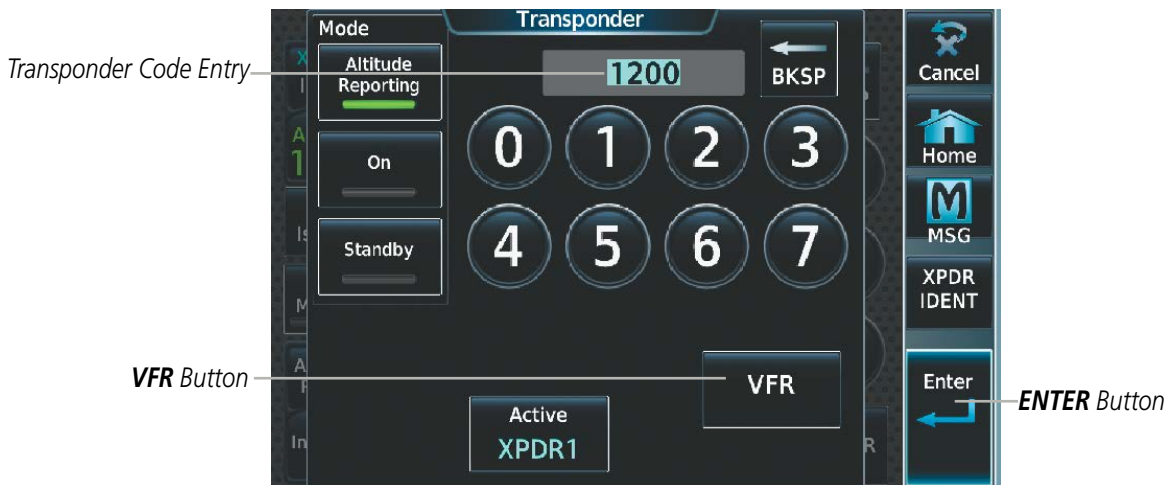 Transponder
Mode
Transponder Code Entry
Altitude
Reporting
1200
BKSP
Cancel
On
0 1 2 3
Home
Standby
4 5 6 7
MSG
XPDR
IDENT
VFR Button
VFR
Enter
ENTER Button
Active
XPDR1